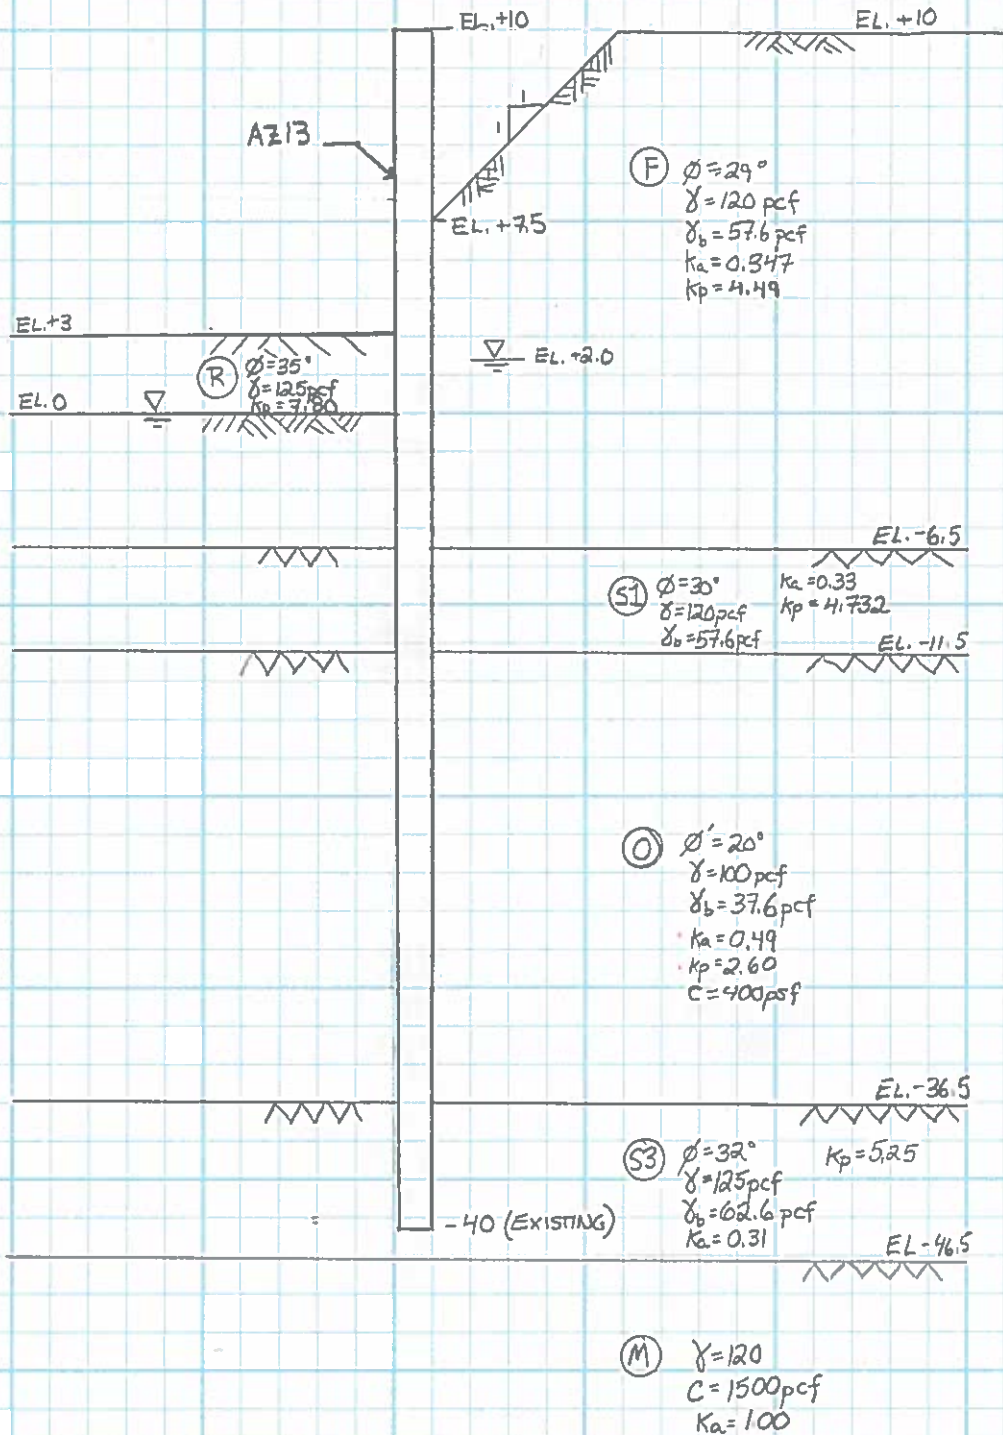 EL.+10
EL. +10
AZ13
1
1
EL. +7.5
F
Ø=29°
γ=120 pcf
γb=57.6 pcf
ka=0.347
kp=4.49
EL.+3
R
Ø=35°
γ=125pcf
kp=7.80
EL. +2.0
EL.0
EL.-6.5
S1
Ø=30°
γ=120pcf
γb=57.6pcf
ka=0.33
kp=4.732
EL.-11.5
O
Ø'=20°
γ=100pcf
γb=37.6pcf
Ka=0.49
Kp=2.60
C=400psf
EL.-36.5
S3
Ø=32°
γ=125pcf
γb=62.6 pcf
Ka=0.31
Kp=5.25
-40 (EXISTING)
EL-46.5
M
γ=120
C=1500pcf
Ka=1.00